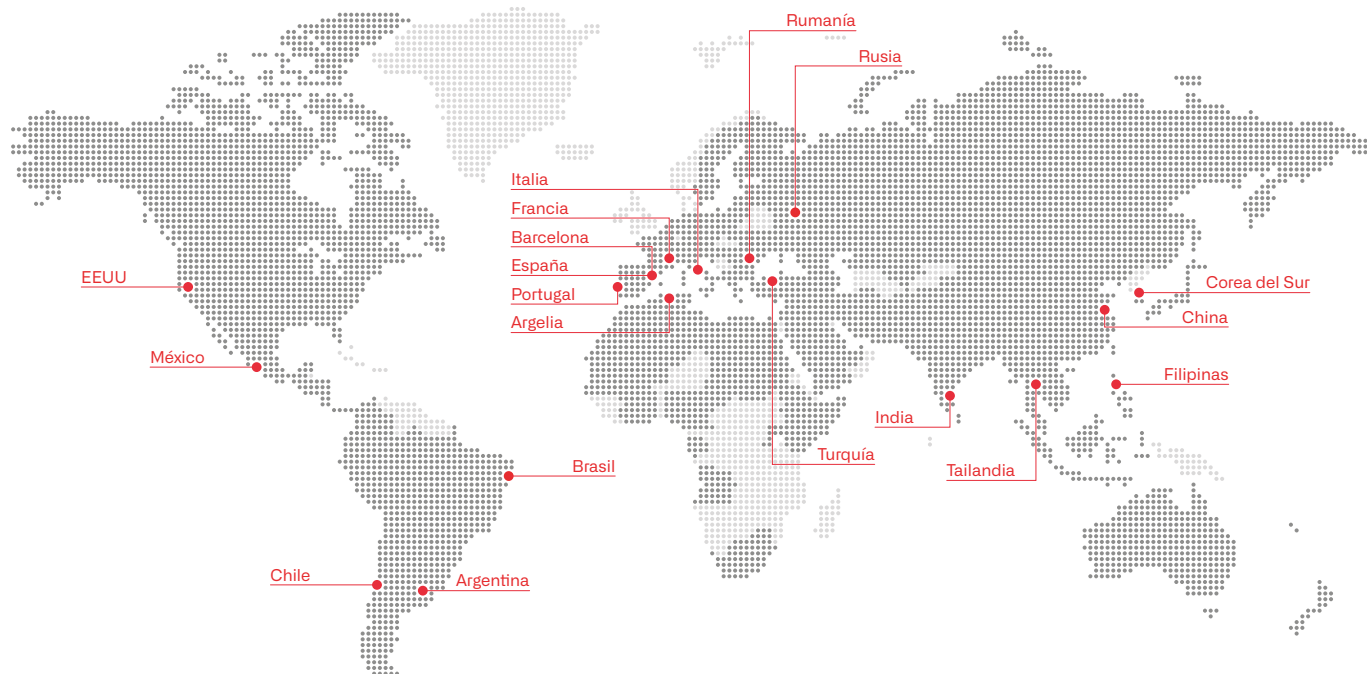 Rumanía
Rusia
Italia
Francia
Barcelona
España
EEUU
Portugal
Corea del Sur
Argelia
China
México
Filipinas
India
Turquía
Brasil
Tailandia
Chile
Argentina